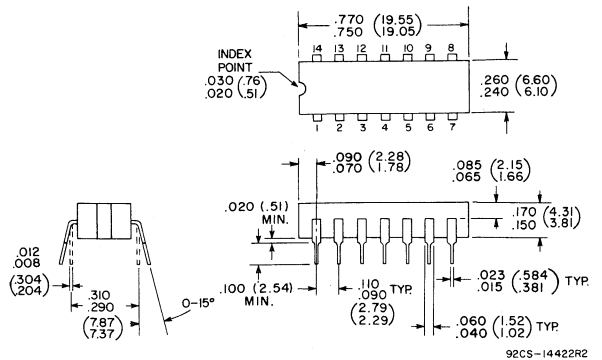 .770 (19.55)
.750 (19.05)
14 13 12 11 10 9 8
INDEX
POINT
.030 (.76)
.020 (.51)
.260 (6.60)
.240 (6.10)
1 2 3 4 5 6 7
.090 (2.28)
.070 (1.78)
.085 (2.15)
.065 (1.66)
.020 (.51)
MIN.
.170 (4.31)
.150 (3.81)
.012
.008
(.304)
(.204)
.310
.290
(7.87)
(7.37)
0-15°
.100 (2.54)
MIN.
.110 TYP.
.090
(2.79)
(2.29)
.023 (.584) TYP.
.015 (.381)
.060 (1.52) TYP.
.040 (1.02)
92CS-14422R2